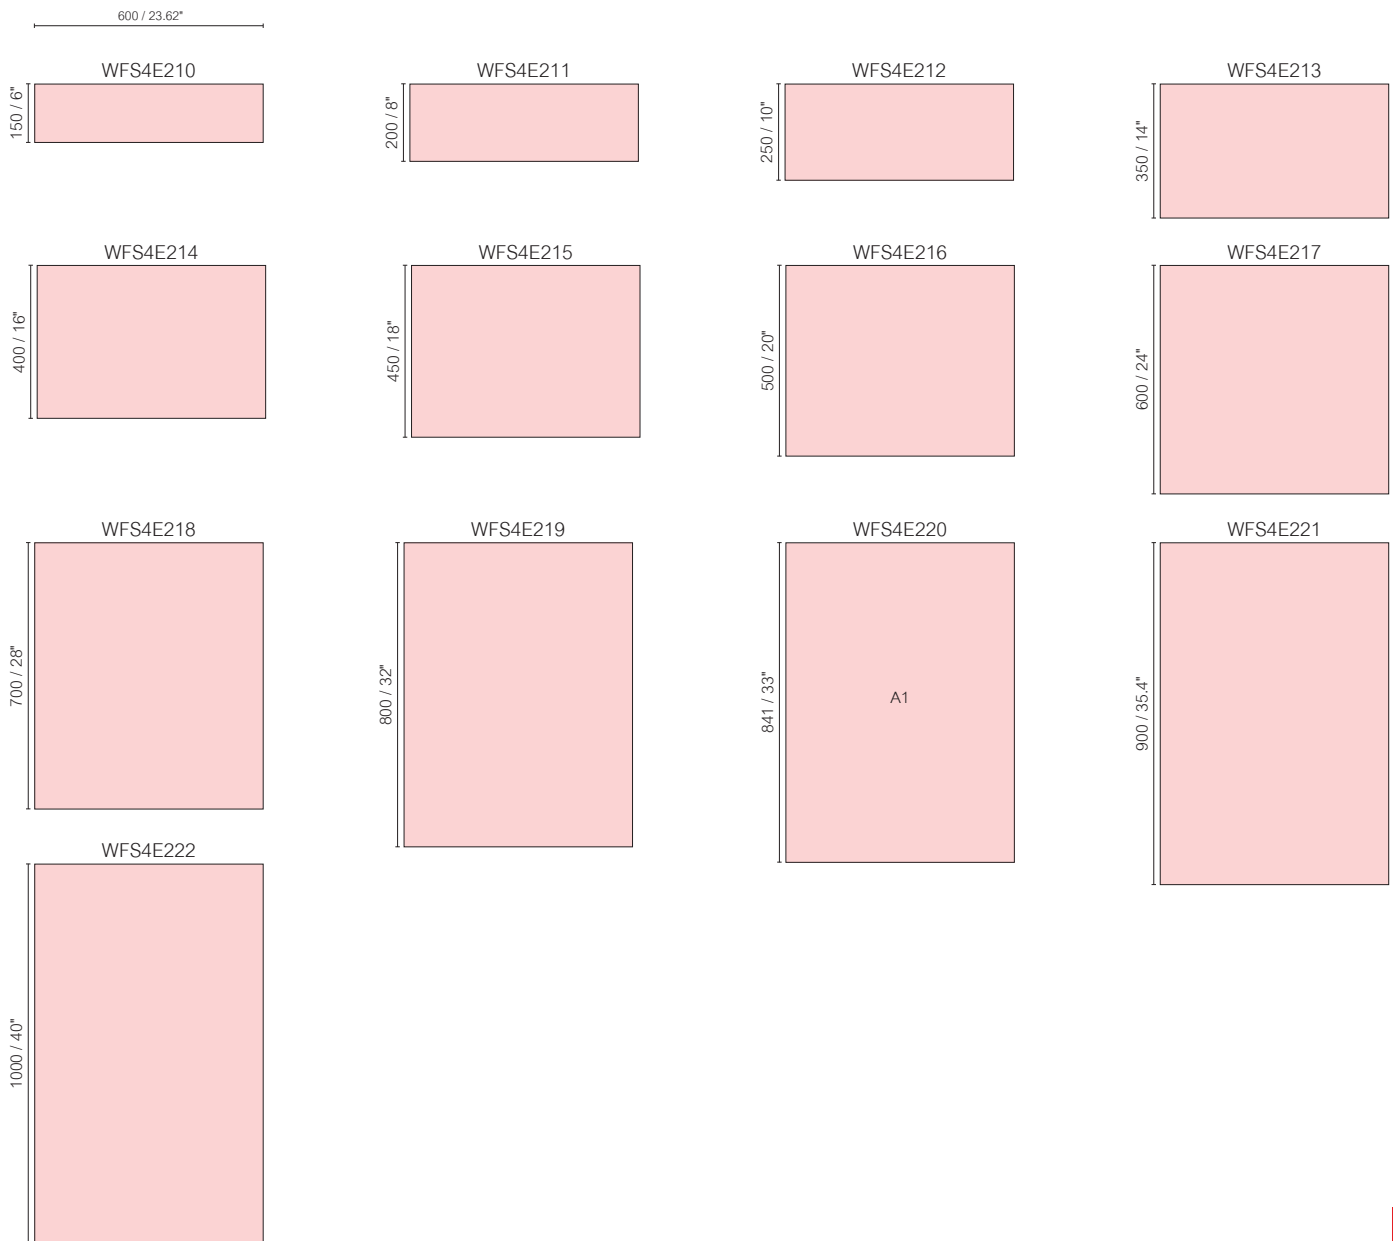 600 / 23.62"
WFS4E210
WFS4E211
WFS4E212
WFS4E213
150 / 6"
200 / 8"
250 / 10"
350 / 14"
WFS4E214
WFS4E215
WFS4E216
WFS4E217
400 / 16"
450 / 18"
500 / 20"
600 / 24"
WFS4E218
WFS4E219
WFS4E220
WFS4E221
700 / 28"
800 / 32"
841 / 33"
A1
900 / 35.4"
WFS4E222
1000 / 40"